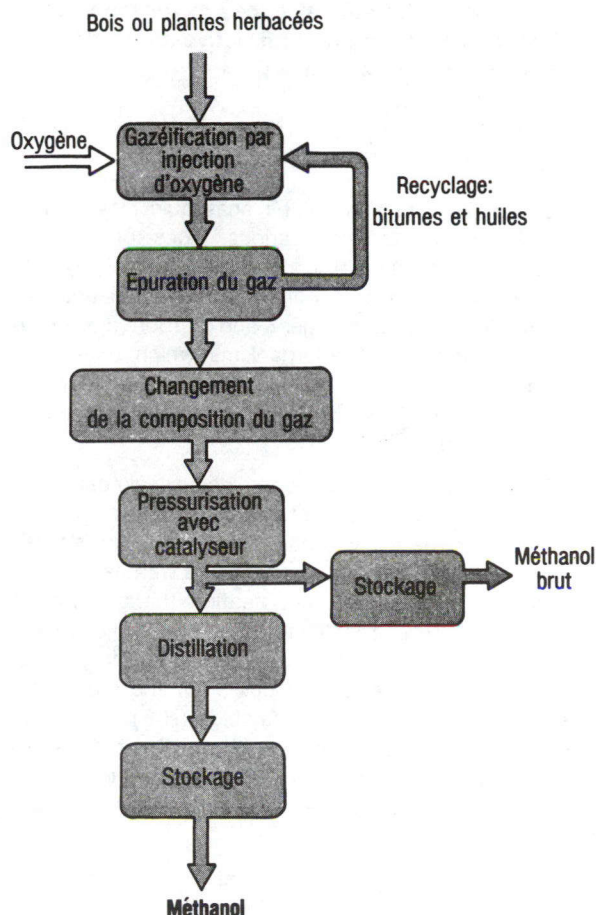 Bois ou plantes herbacées
Oxygène
Gazéification par
injection
d'oxygène
Recyclage:
bitumes et huiles
Epuration du gaz
Changement
de la composition du gaz
Pressurisation
avec
catalyseur
Stockage
Méthanol
brut
Distillation
Stockage
Méthanol